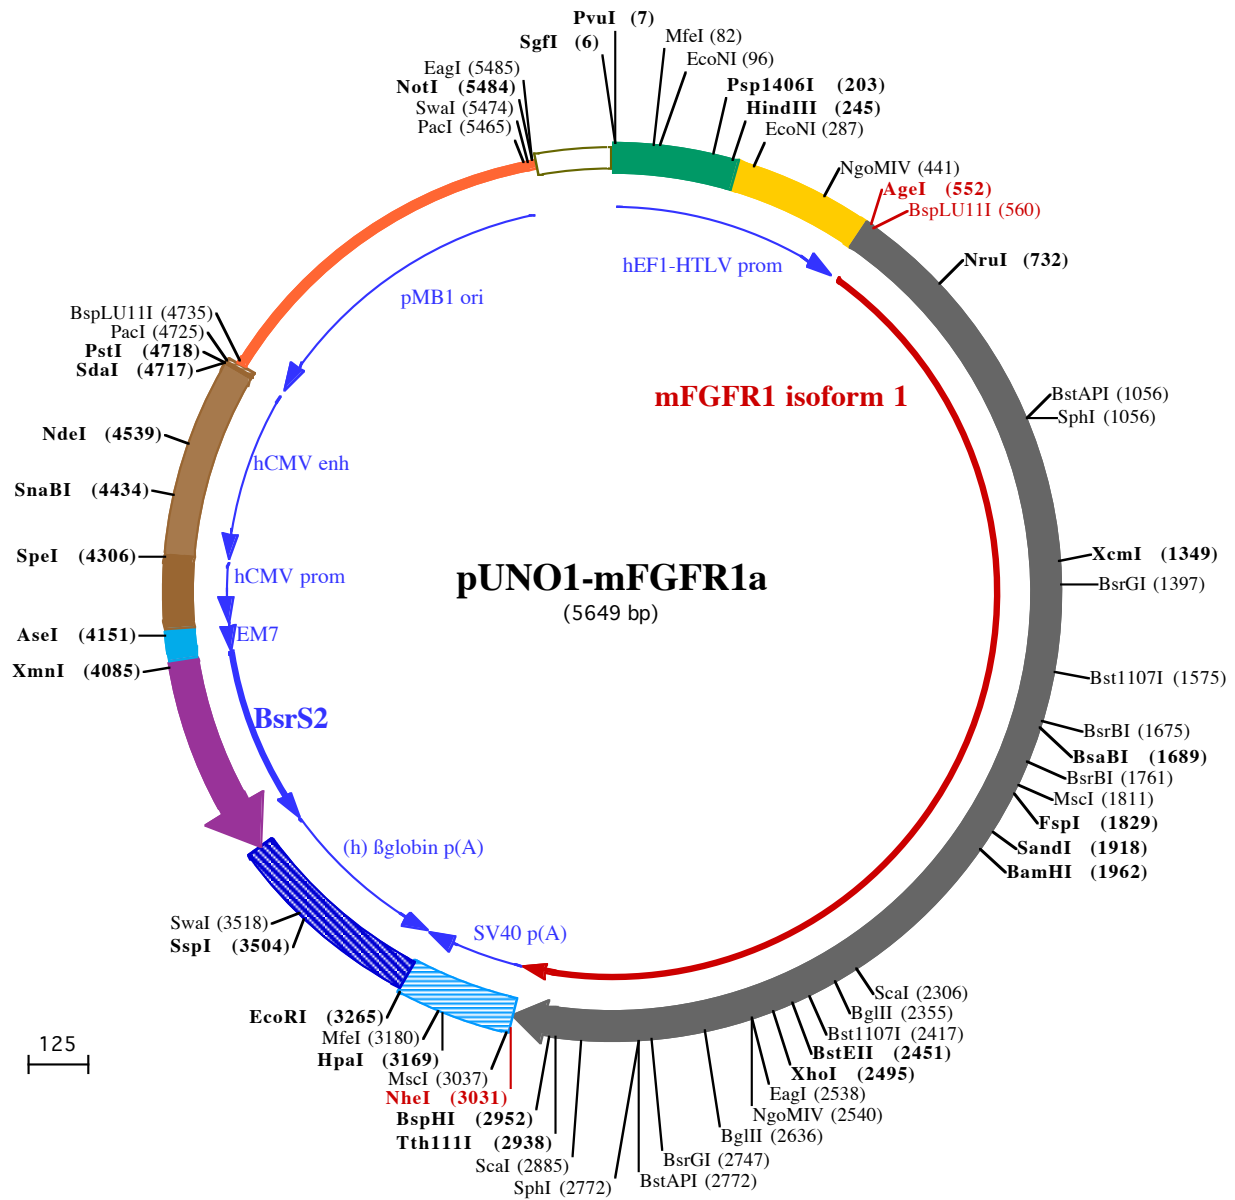 PvuI (7)
SgfI (6)
MfeI (82)
EcoNI (96)
EagI (5485)
NotI (5484)
SwaI (5474)
PacI (5465)
Psp1406I (203)
HindIII (245)
EcoNI (287)
NgoMIV (441)
AgeI (552)
BspLU11I (560)
NruI (732)
hEF1-HTLV prom
pMB1 ori
BspLU11I (4735)
PacI (4725)
PstI (4718)
SdaI (4717)
mFGFR1 isoform 1
BstAPI (1056)
SphI (1056)
NdeI (4539)
hCMV enh
SnaBI (4434)
SpeI (4306)
XcmI (1349)
hCMV prom
pUNO1-mFGFR1a
BsrGI (1397)
(5649 bp)
AseI (4151)
EM7
XmnI (4085)
Bst1107I (1575)
BsrS2
BsrBI (1675)
BsaBI (1689)
BsrBI (1761)
MscI (1811)
FspI (1829)
SandI (1918)
BamHI (1962)
(h) ßglobin p(A)
SwaI (3518)
SspI (3504)
SV40 p(A)
ScaI (2306)
BglII (2355)
Bst1107I (2417)
BstEII (2451)
XhoI (2495)
EagI (2538)
NgoMIV (2540)
BglII (2636)
BsrGI (2747)
BstAPI (2772)
EcoRI (3265)
MfeI (3180)
HpaI (3169)
MscI (3037)
NheI (3031)
BspHI (2952)
Tth111I (2938)
ScaI (2885)
SphI (2772)
125